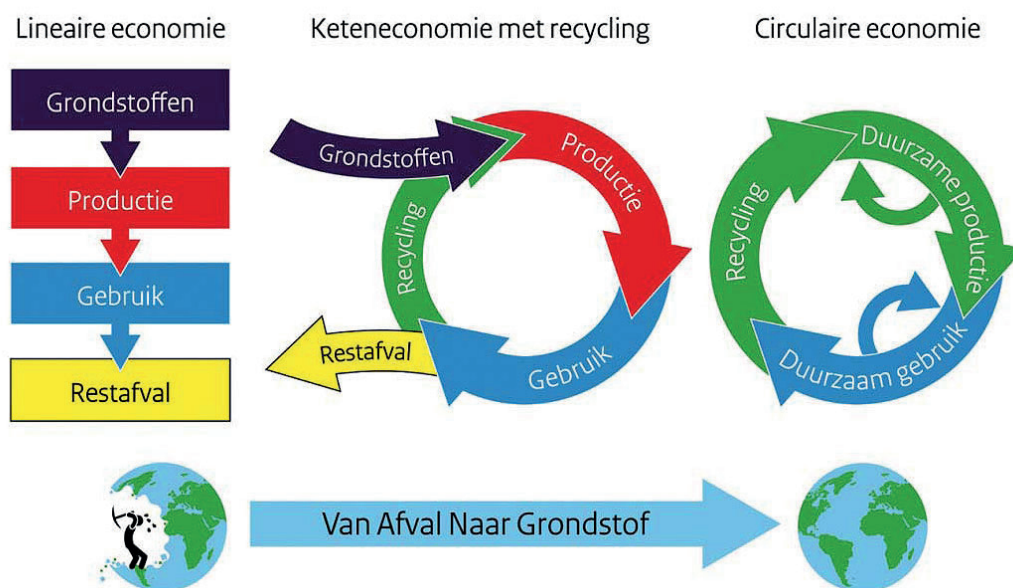 Lineaire economie
Grondstoffen
Productie
Gebruik
Restafval
Keteneconomie met recycling
Grondstoffen
Productie
Gebruik
Recycling
Restafval
Circulaire economie
Duurzame productie
Duurzaam gebruik
Recycling
Van Afval Naar Grondstof